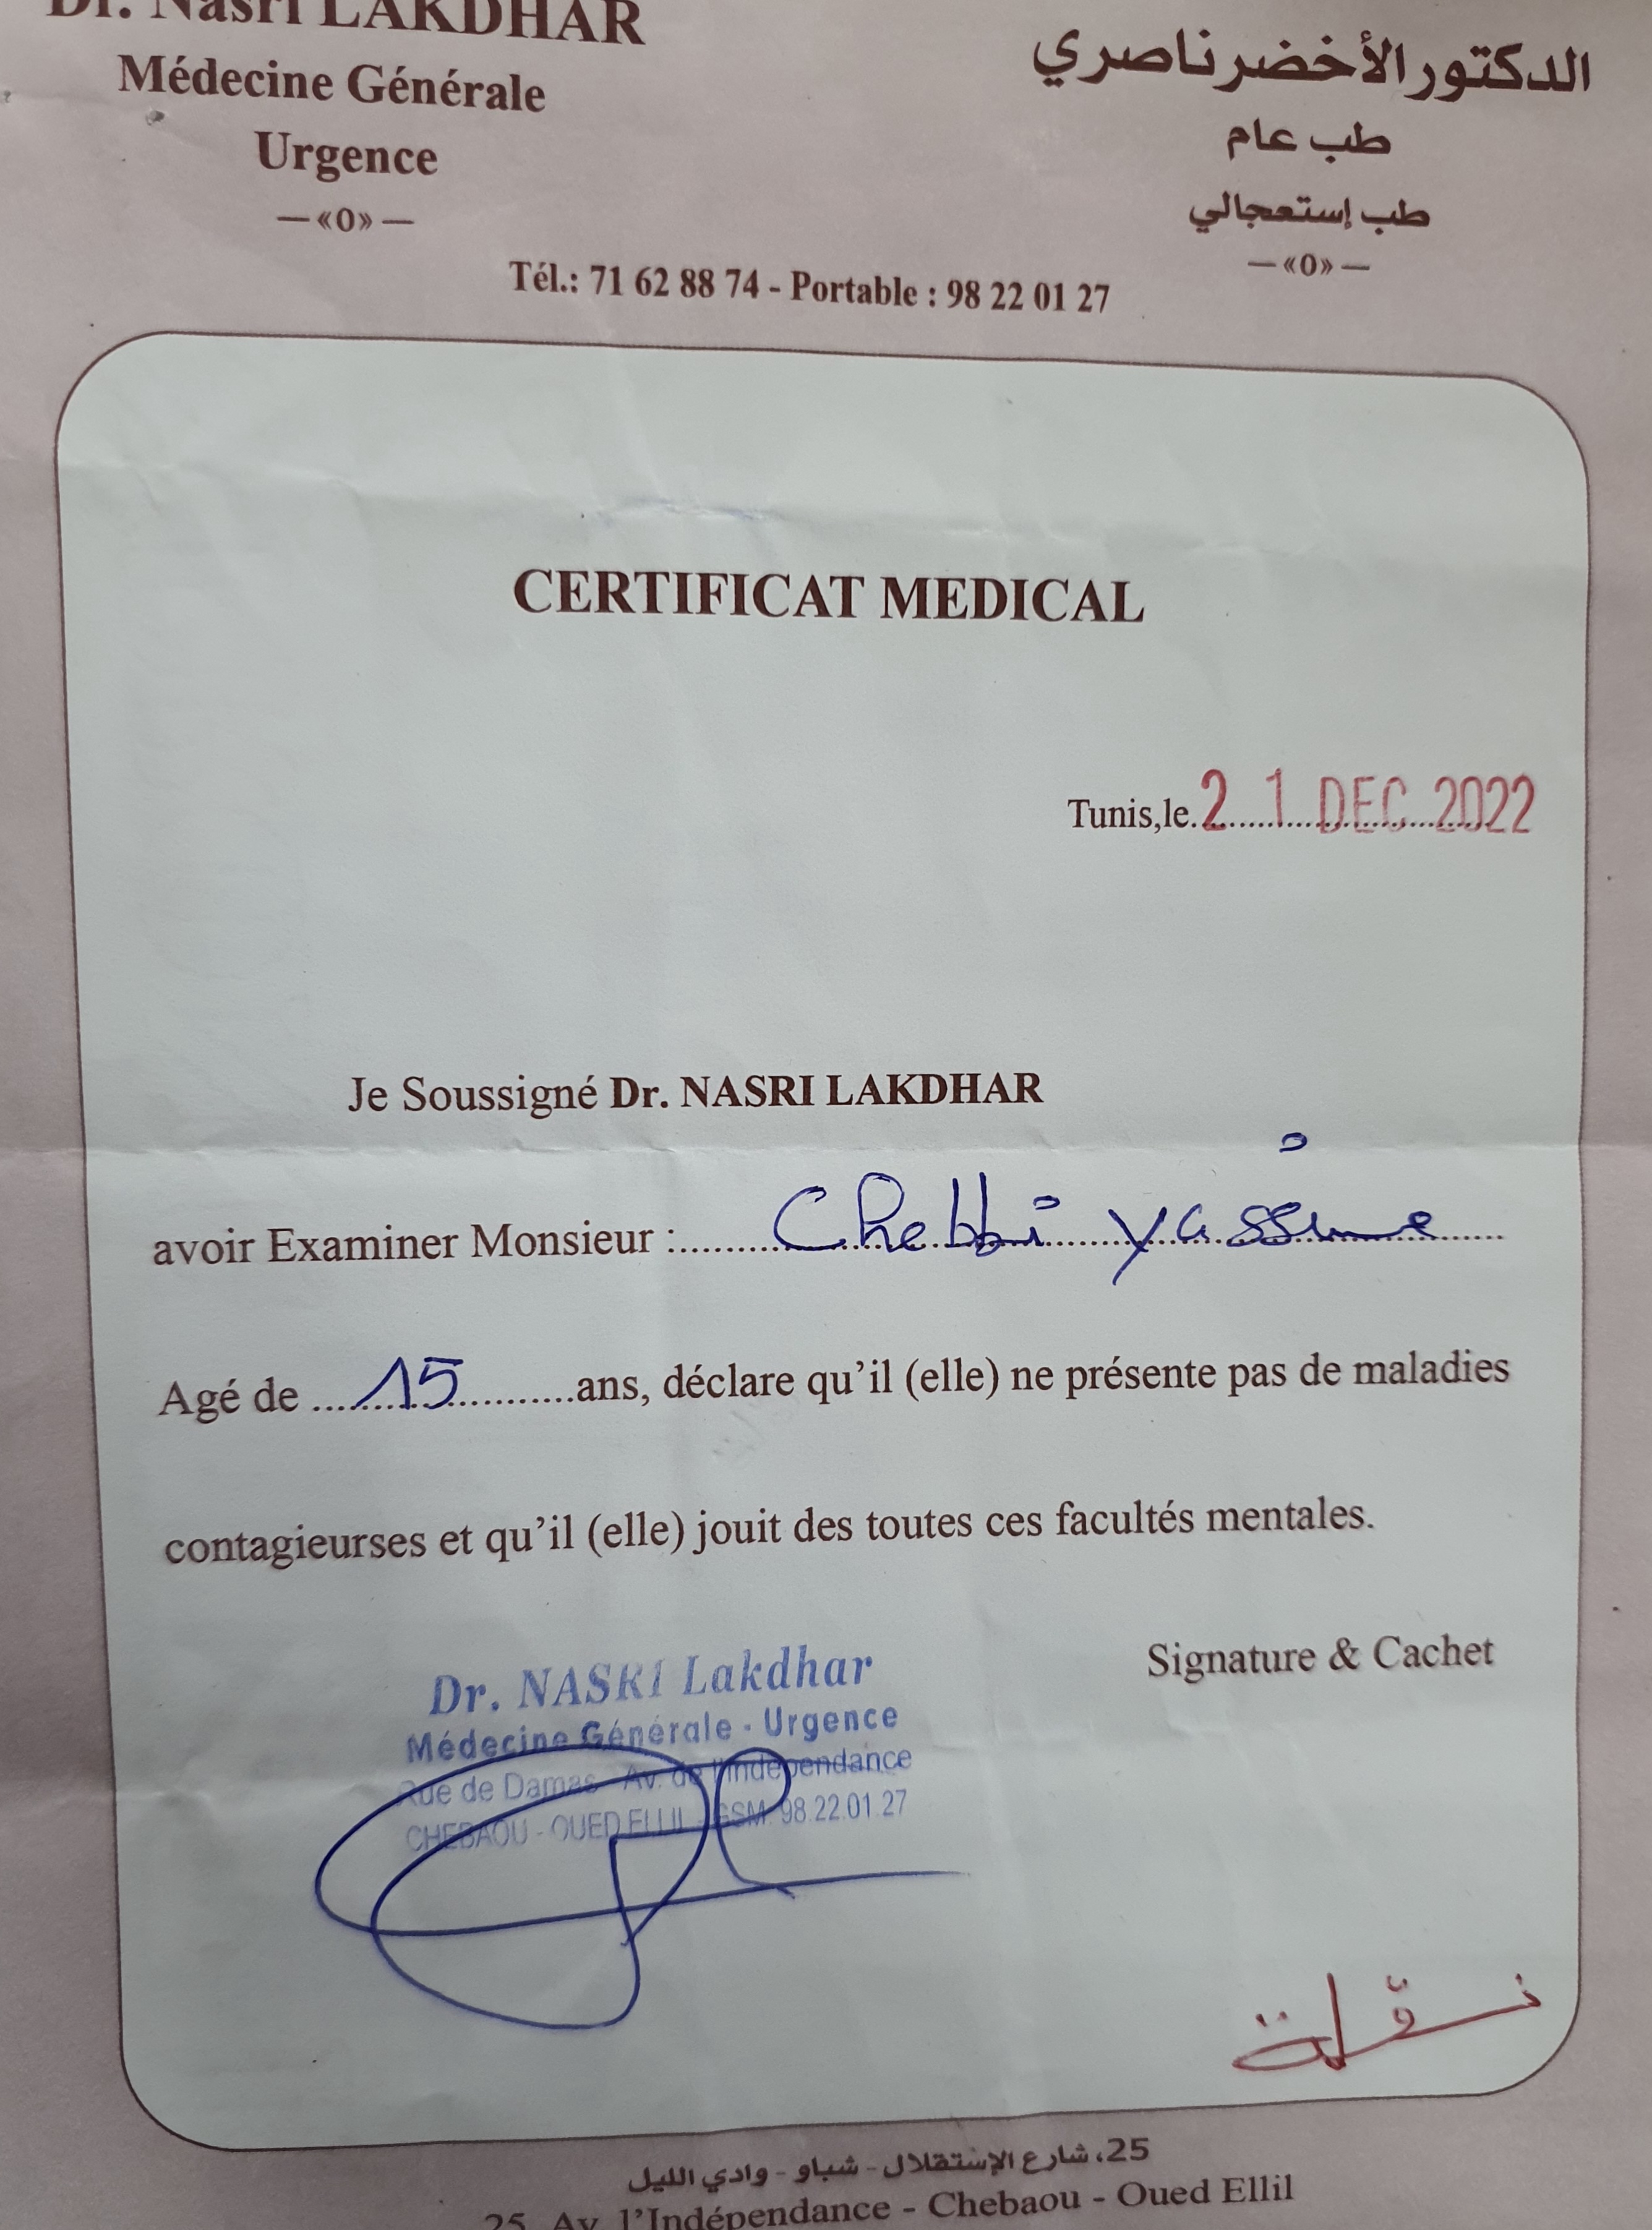 Dr. Nasri LAKDHAR
Médecine Générale
Urgence
—«0»—
الدكتور الأخضر ناصري
طب عام
طب إستعجالي
—«0»—
Tél.: 71 62 88 74 - Portable : 98 22 01 27
CERTIFICAT MEDICAL
Tunis,le. 21 DEC 2022
Je Soussigné Dr. NASRI LAKDHAR
avoir Examiner Monsieur : Chebbi yassine
Agé de 15 ans, déclare qu'il (elle) ne présente pas de maladies
contagieurses et qu'il (elle) jouit des toutes ces facultés mentales.
Signature & Cachet
Dr. NASRI Lakdhar
Médecine Générale - Urgence
Rue de Damas - Av. de l'Indépendance
CHEBAOU - OUED ELLIL - GSM 98.22.01.27
نقلة
25، شارع الإستقلال - شباو - وادي الليل
25, Av. l'Indépendance - Chebaou - Oued Ellil